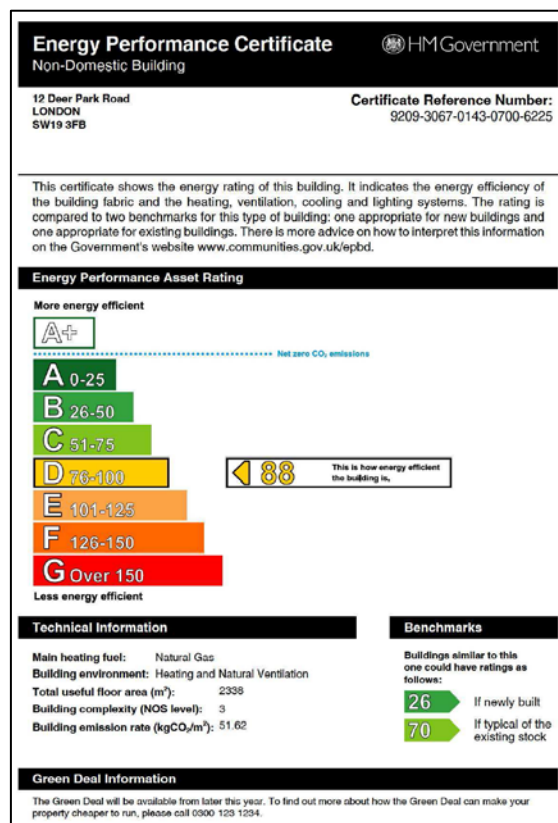 Energy Performance Certificate
HM Government
Non-Domestic Building
12 Deer Park Road
LONDON
SW19 3FB
Certificate Reference Number:
9209-3067-0143-0700-6225
This certificate shows the energy rating of this building. It indicates the energy efficiency of
the building fabric and the heating, ventilation, cooling and lighting systems. The rating is
compared to two benchmarks for this type of building: one appropriate for new buildings and
one appropriate for existing buildings. There is more advice on how to interpret this information
on the Government's website www.communities.gov.uk/epbd.
Energy Performance Asset Rating
More energy efficient
A+
Net zero CO₂ emissions
A 0-25
B 26-50
C 51-75
D 76-100
88
This is how energy efficient
the building is.
E 101-125
F 126-150
G Over 150
Less energy efficient
Technical Information
Main heating fuel: Natural Gas
Building environment: Heating and Natural Ventilation
Total useful floor area (m²): 2338
Building complexity (NOS level): 3
Building emission rate (kgCO₂/m²): 51.62
Benchmarks
Buildings similar to this
one could have ratings as
follows:
26 If newly built
70 If typical of the
existing stock
Green Deal Information
The Green Deal will be available from later this year. To find out more about how the Green Deal can make your
property cheaper to run, please call 0300 123 1234.